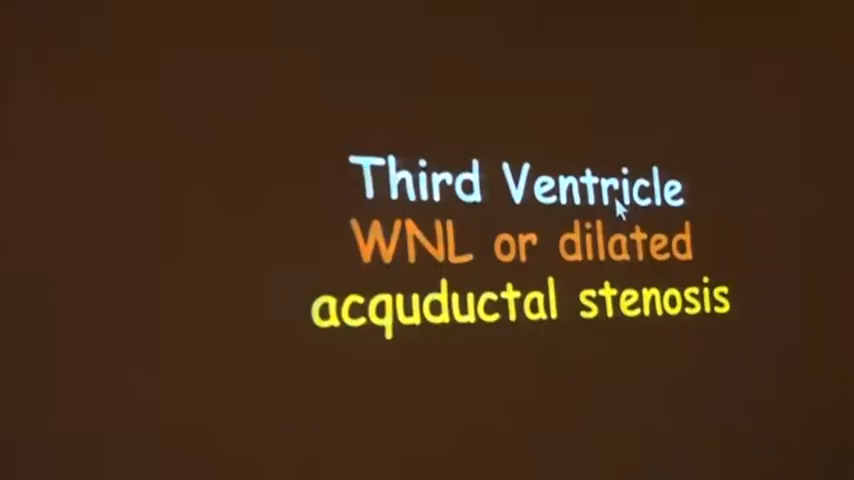 Third Ventricle
WNL or dilated
acquductal stenosis